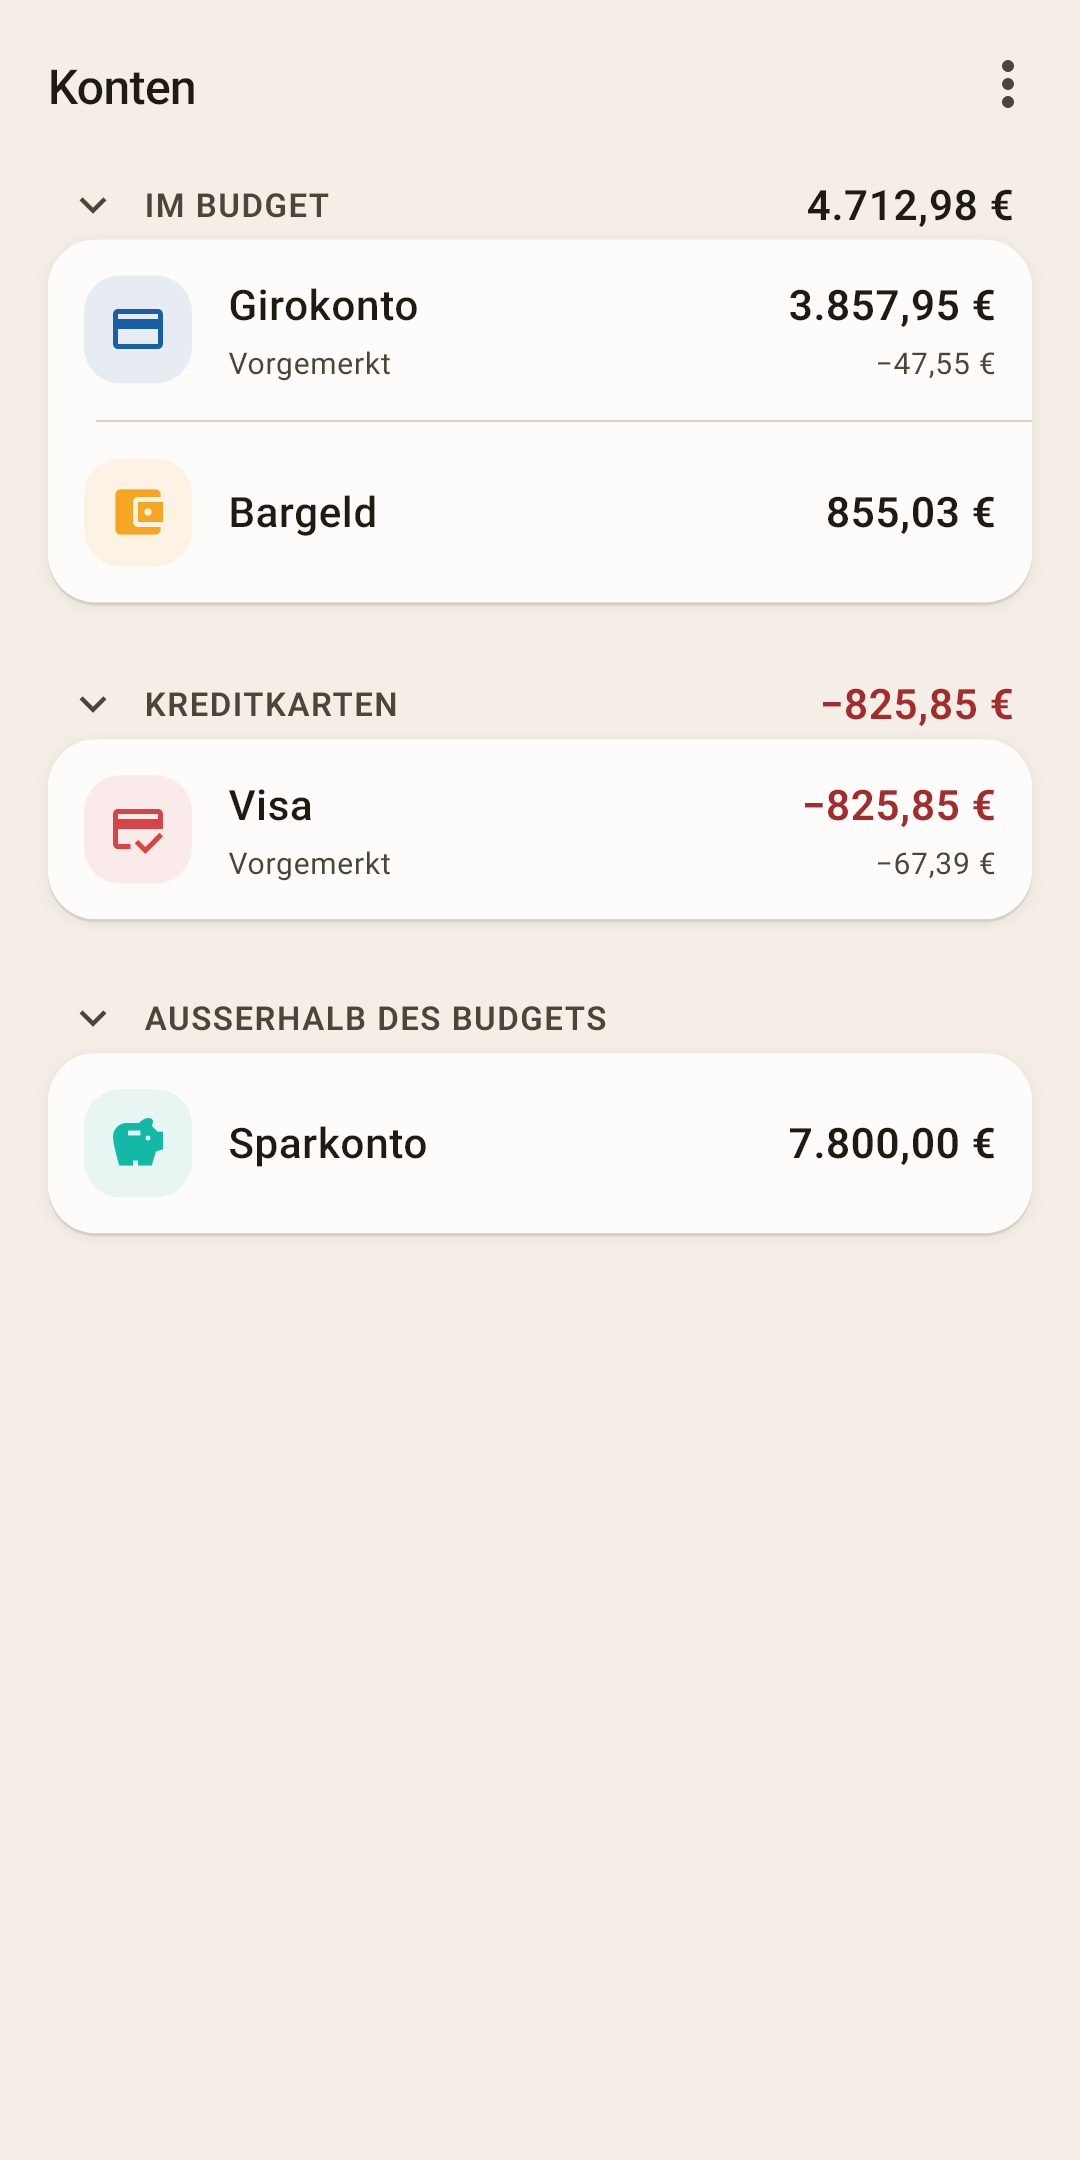 Konten
IM BUDGET 4.712,98 €
Girokonto 3.857,95 €
Vorgemerkt −47,55 €
Bargeld 855,03 €
KREDITKARTEN −825,85 €
Visa −825,85 €
Vorgemerkt −67,39 €
AUSSERHALB DES BUDGETS
Sparkonto 7.800,00 €